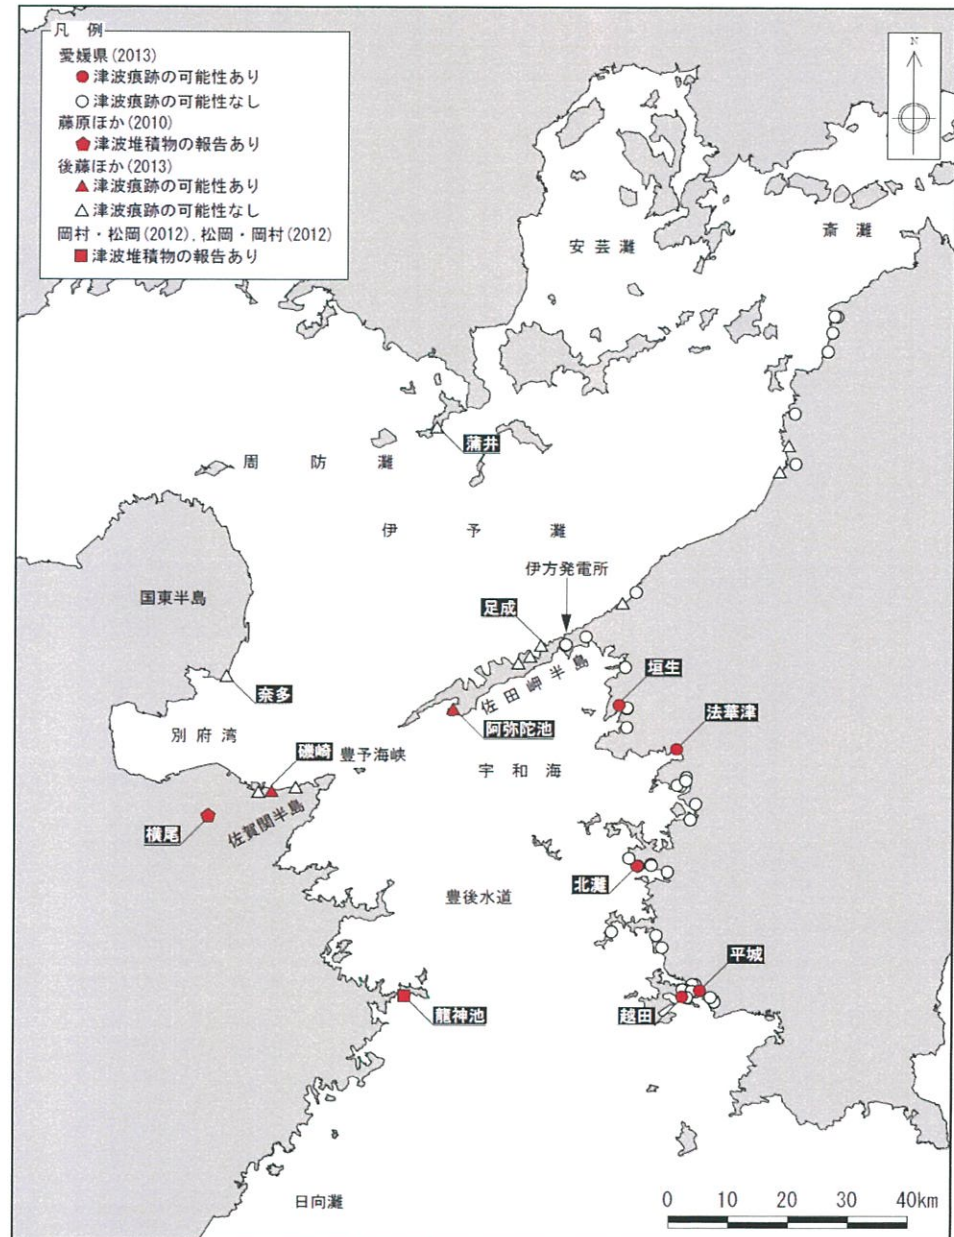 凡　例
愛媛県(2013)
津波痕跡の可能性あり
津波痕跡の可能性なし
藤原ほか(2010)
津波堆積物の報告あり
後藤ほか(2013)
津波痕跡の可能性あり
津波痕跡の可能性なし
岡村・松岡(2012),松岡・岡村(2012)
津波堆積物の報告あり
N
安芸灘
斎灘
蒲井
周防灘
伊予灘
伊方発電所
国東半島
足成
佐田岬半島
垣生
奈多
法華津
阿弥陀池
別府湾
磯崎
豊予海峡
宇和海
横尾
佐賀関半島
北灘
豊後水道
平城
龍神池
越田
日向灘
0 10 20 30 40km